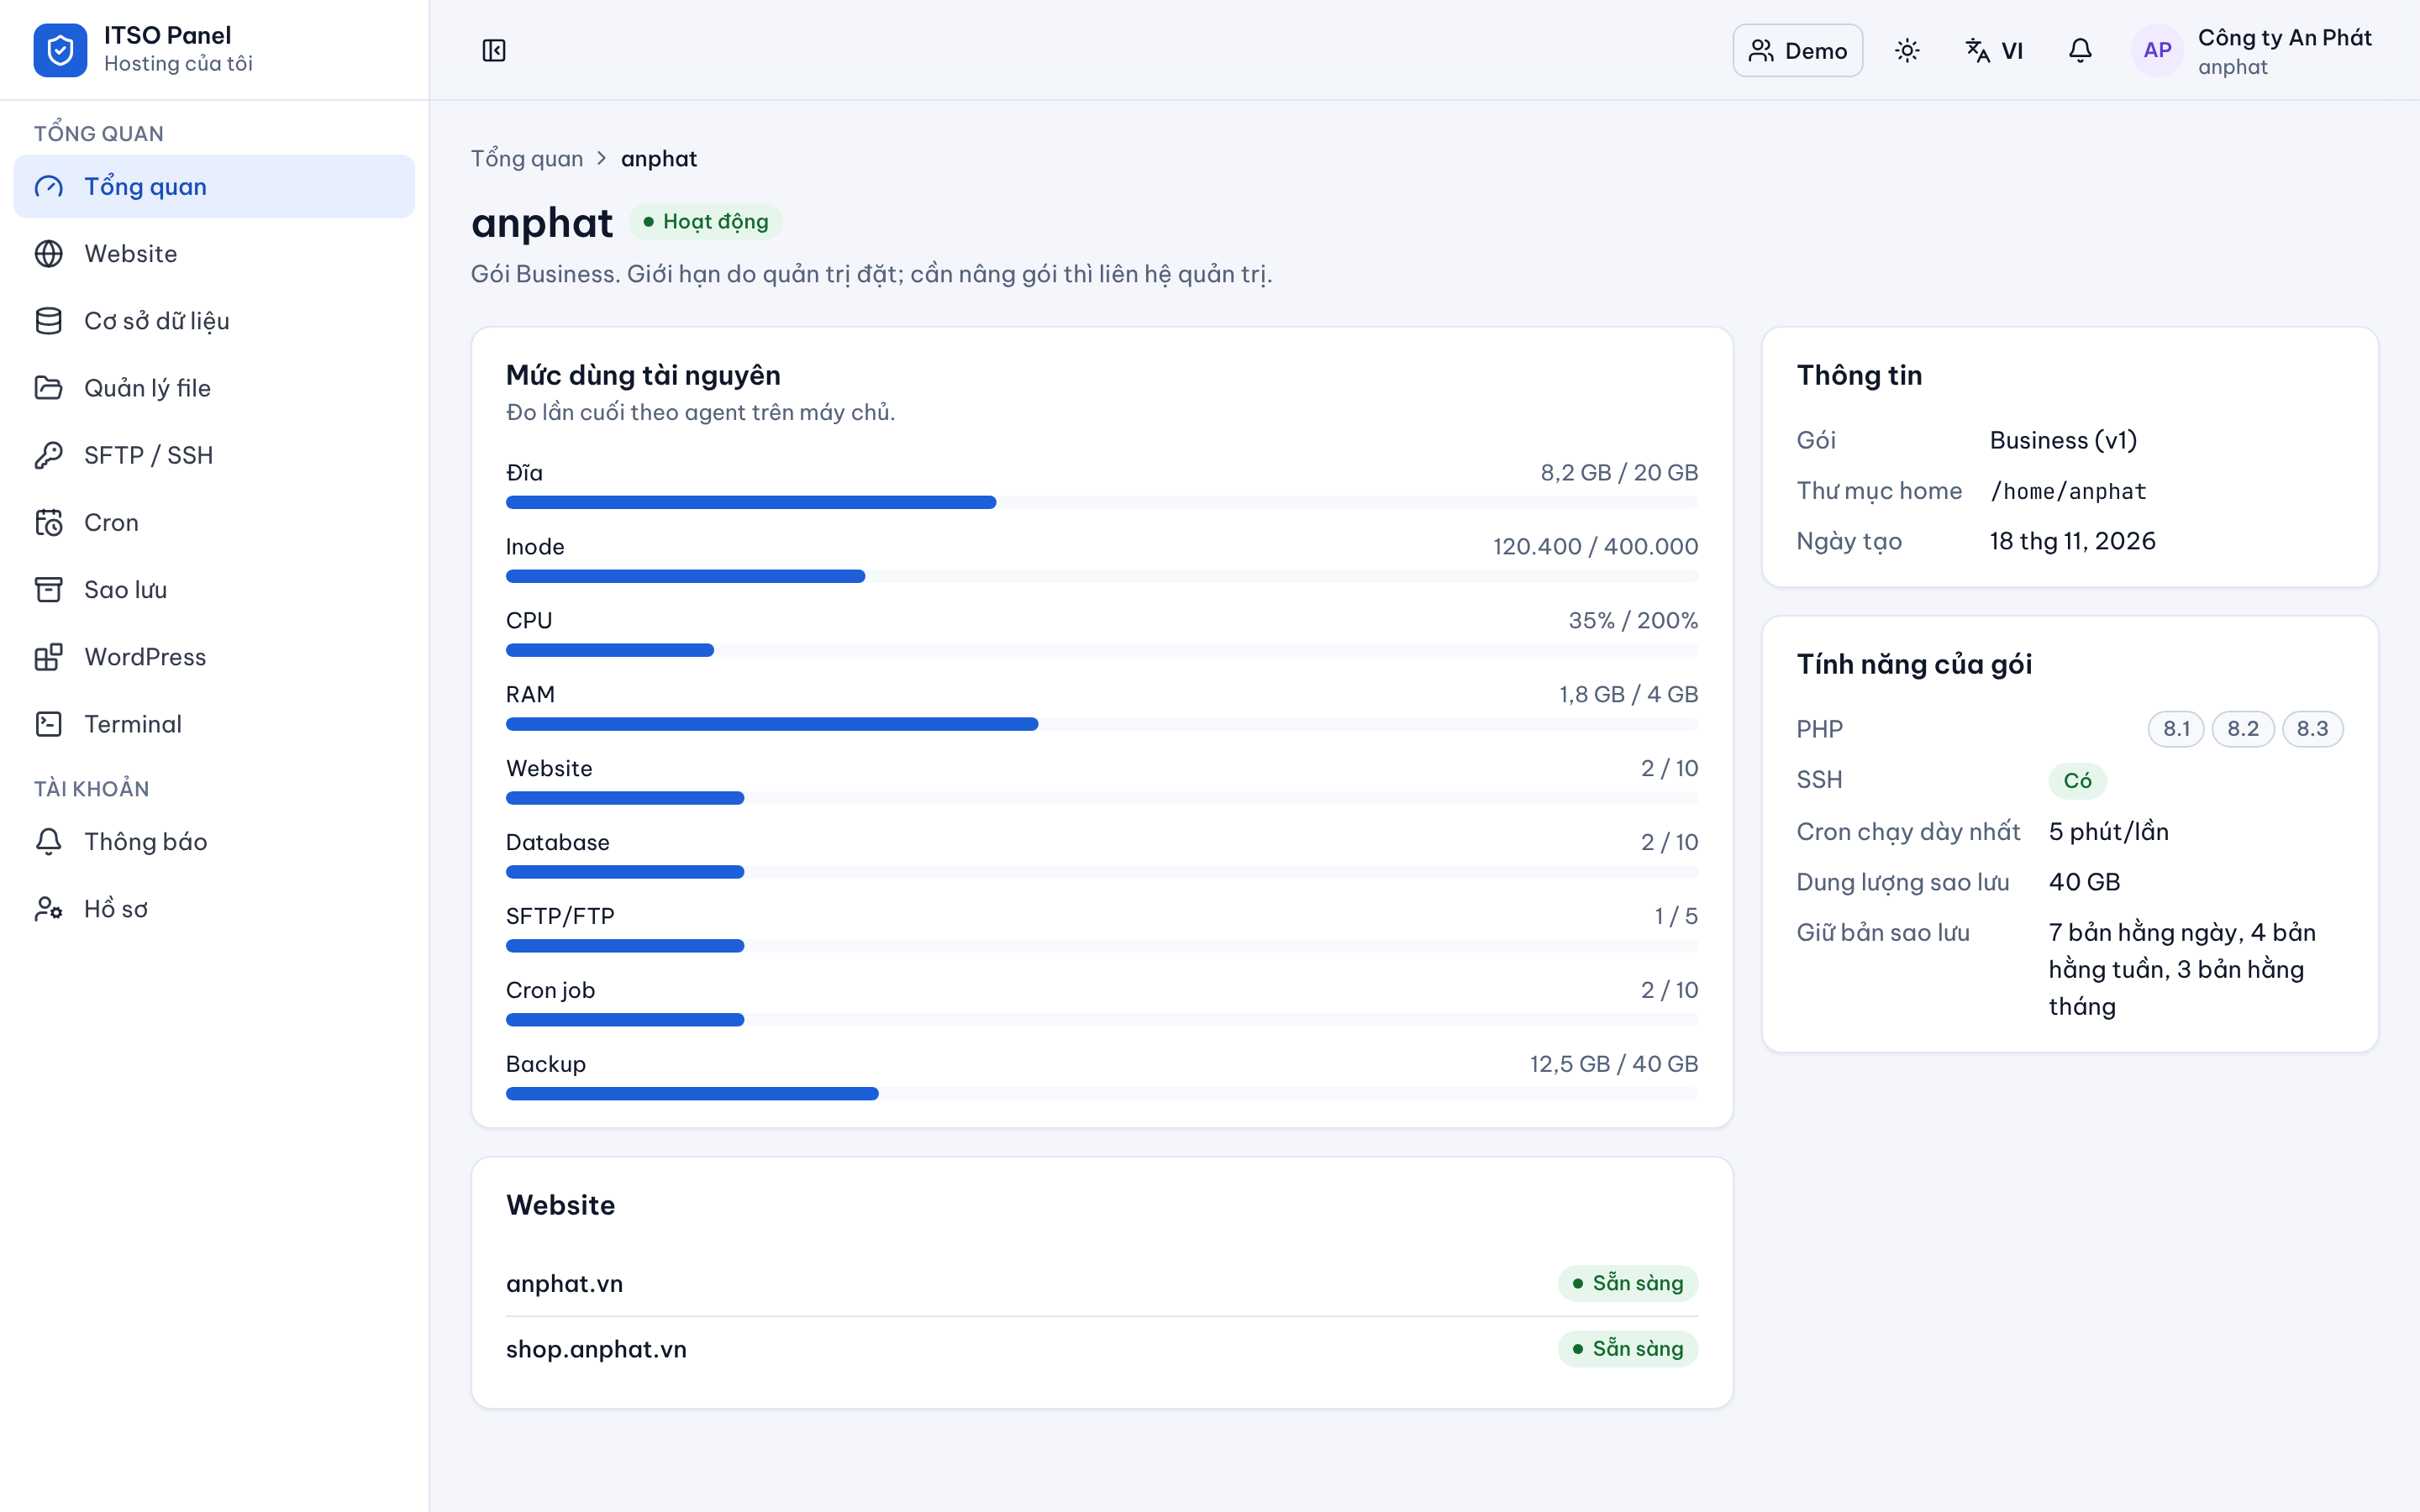 ITSO Panel
Hosting của tôi
Demo
VI
AP
Công ty An Phát
anphat
TỔNG QUAN
Tổng quan
Website
Cơ sở dữ liệu
Quản lý file
SFTP / SSH
Cron
Sao lưu
WordPress
Terminal
TÀI KHOẢN
Thông báo
Hồ sơ
Tổng quan > anphat
anphat
Hoạt động
Gói Business. Giới hạn do quản trị đặt; cần nâng gói thì liên hệ quản trị.
Mức dùng tài nguyên
Đo lần cuối theo agent trên máy chủ.
Đĩa 8,2 GB / 20 GB
Inode 120.400 / 400.000
CPU 35% / 200%
RAM 1,8 GB / 4 GB
Website 2 / 10
Database 2 / 10
SFTP/FTP 1 / 5
Cron job 2 / 10
Backup 12,5 GB / 40 GB
Website
anphat.vn Sẵn sàng
shop.anphat.vn Sẵn sàng
Thông tin
Gói Business (v1)
Thư mục home /home/anphat
Ngày tạo 18 thg 11, 2026
Tính năng của gói
PHP 8.1 8.2 8.3
SSH Có
Cron chạy dày nhất 5 phút/lần
Dung lượng sao lưu 40 GB
Giữ bản sao lưu 7 bản hằng ngày, 4 bản
hằng tuần, 3 bản hằng
tháng